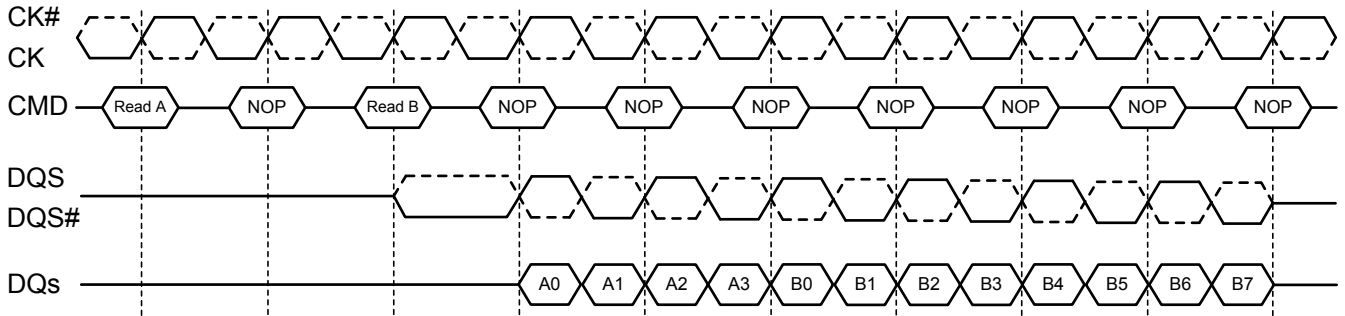 CK#
CK
CMD Read A NOP Read B NOP NOP NOP NOP NOP NOP NOP
DQS
DQS#
DQs A0 A1 A2 A3 B0 B1 B2 B3 B4 B5 B6 B7